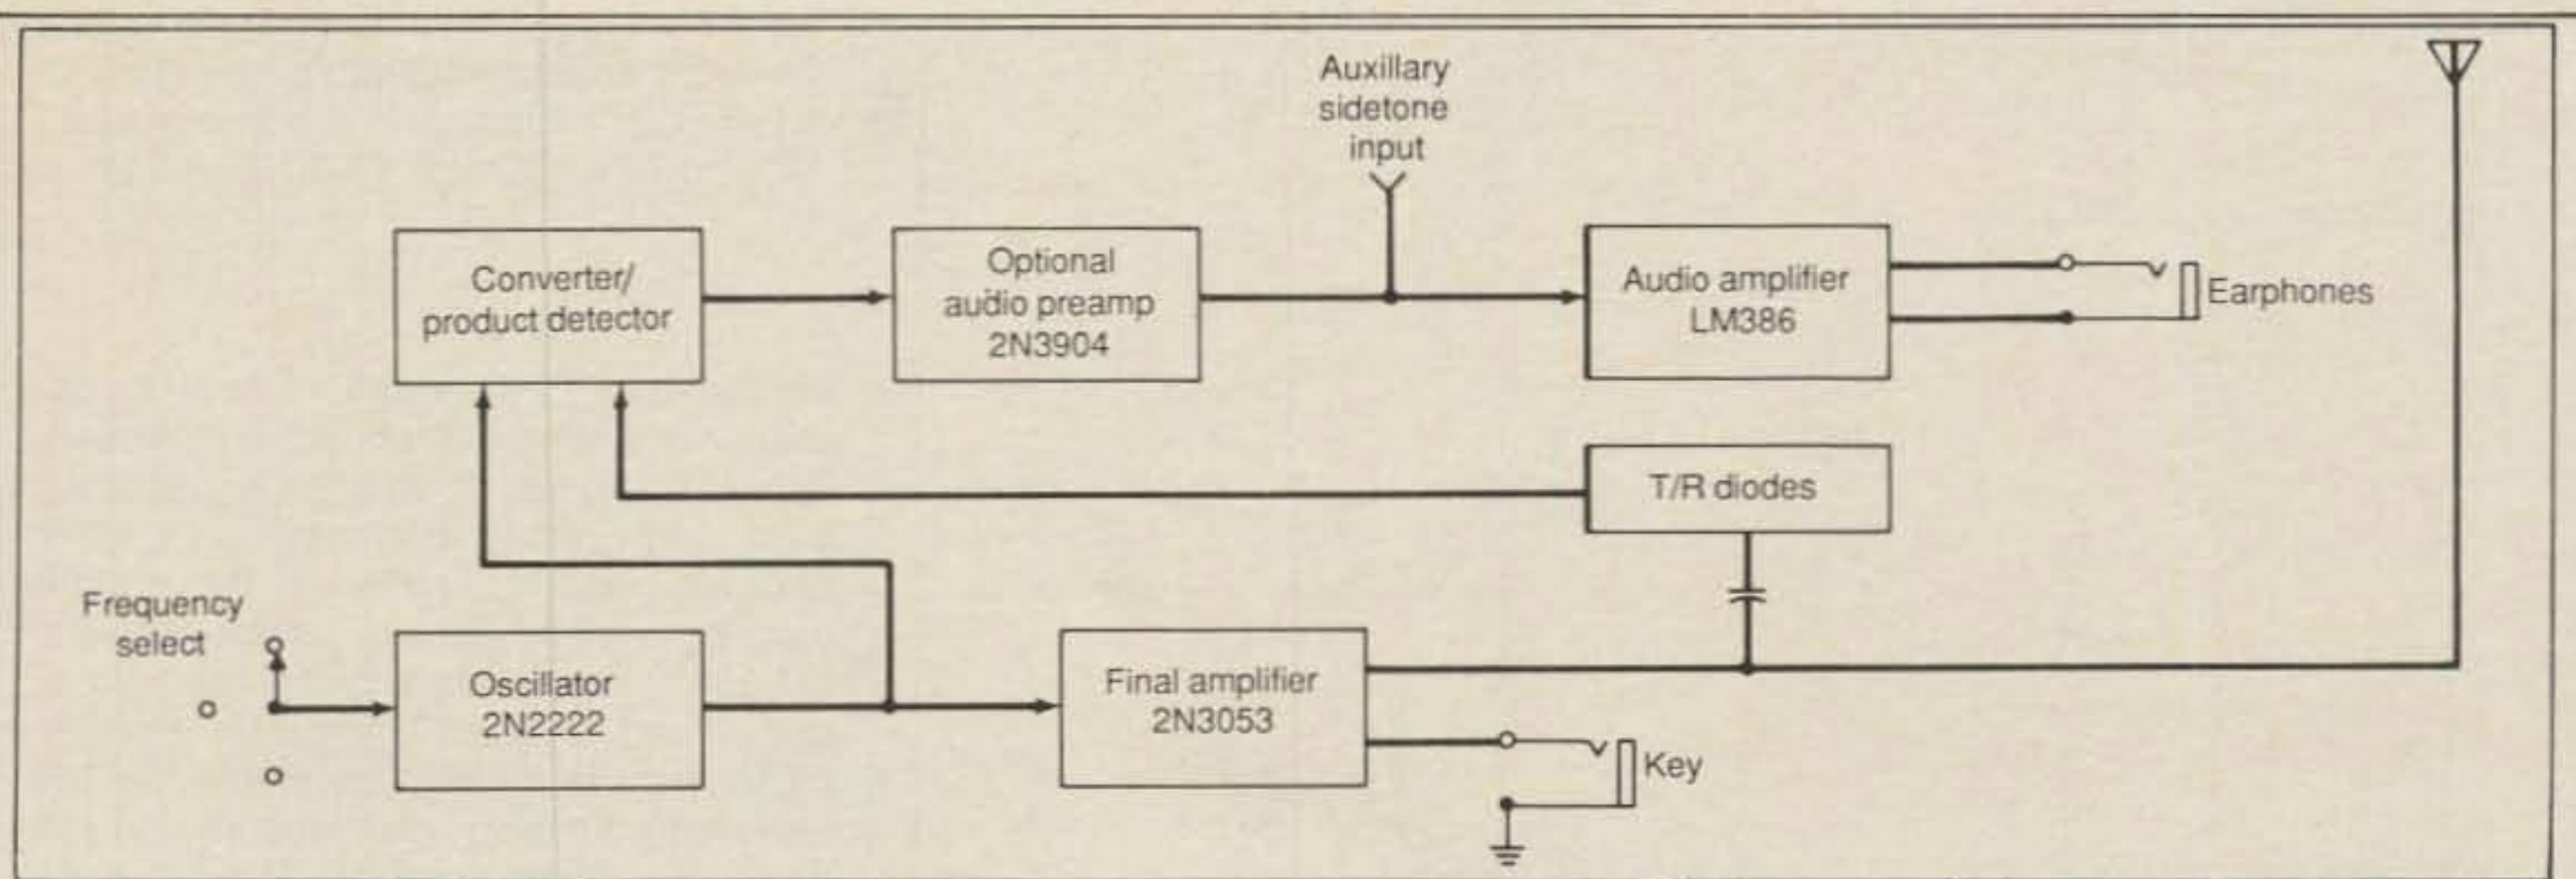 Auxillary
sidetone
input
Converter/
product detector
Optional
audio preamp
2N3904
Audio amplifier
LM386
Earphones
T/R diodes
Frequency
select
Oscillator
2N2222
Final amplifier
2N3053
Key